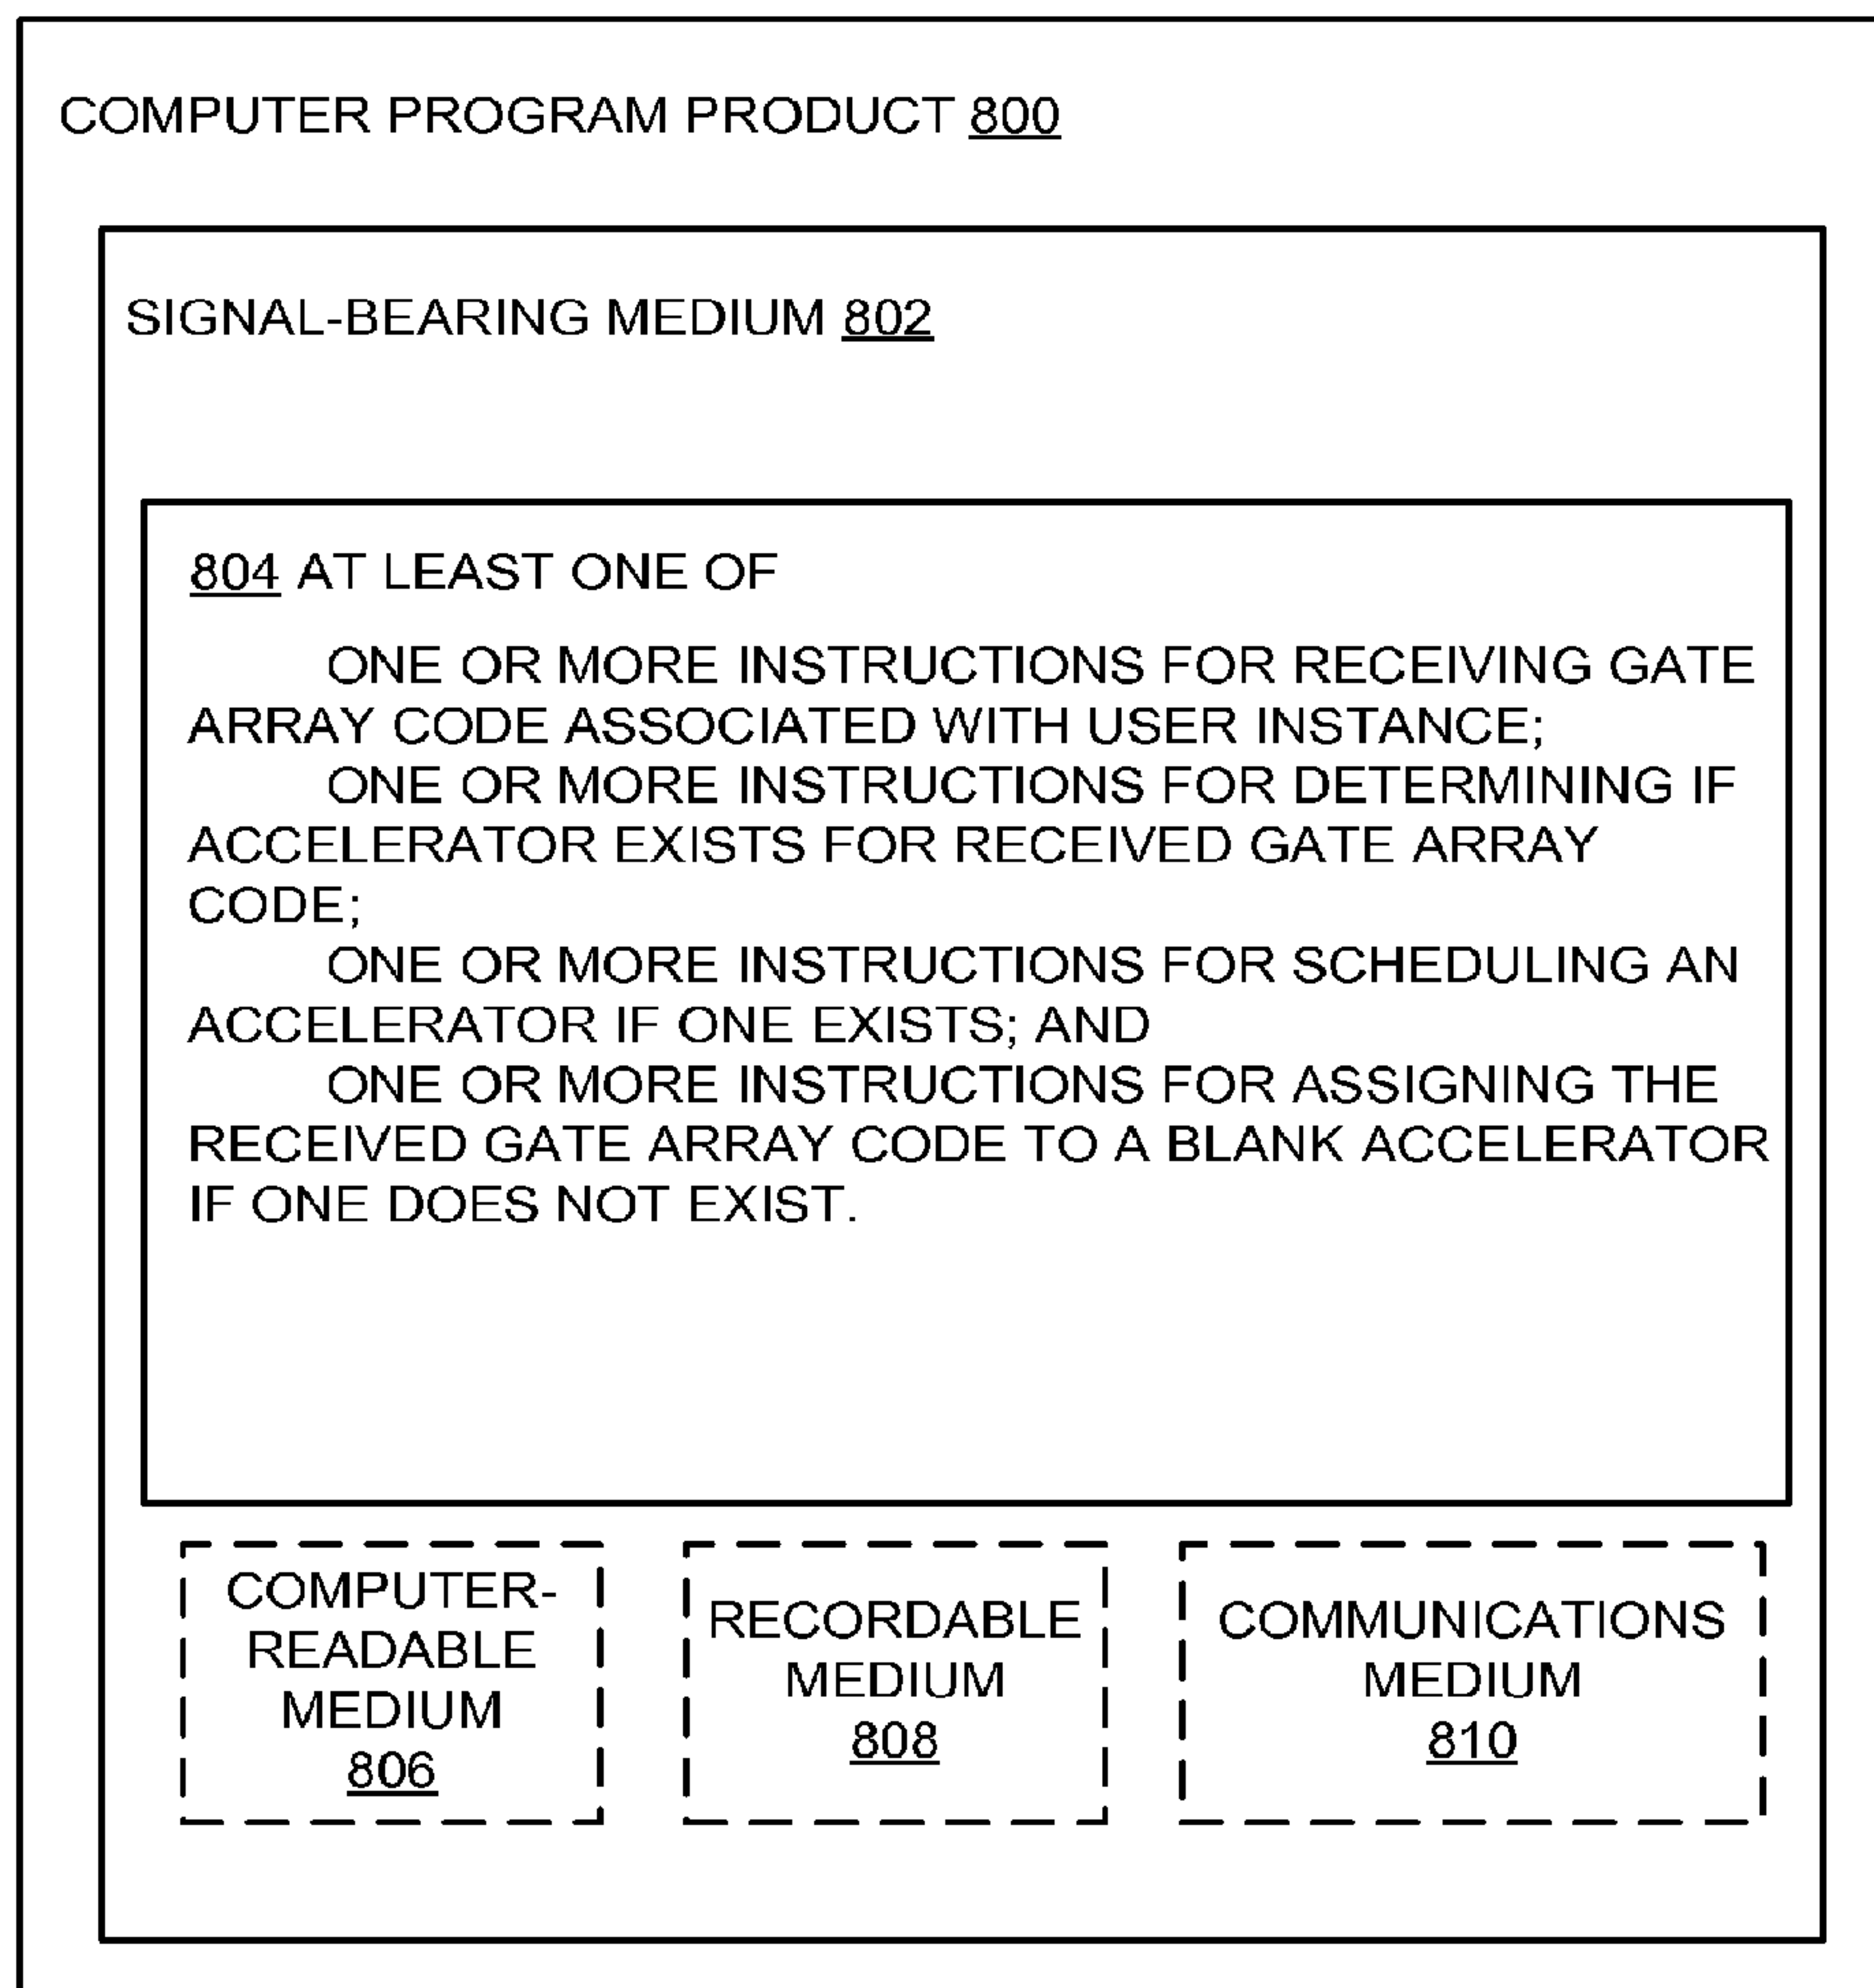 COMPUTER PROGRAM PRODUCT 800
SIGNAL-BEARING MEDIUM 802
804 AT LEAST ONE OF
ONE OR MORE INSTRUCTIONS FOR RECEIVING GATE
ARRAY CODE ASSOCIATED WITH USER INSTANCE;
ONE OR MORE INSTRUCTIONS FOR DETERMINING IF
ACCELERATOR EXISTS FOR RECEIVED GATE ARRAY
CODE;
ONE OR MORE INSTRUCTIONS FOR SCHEDULING AN
ACCELERATOR IF ONE EXISTS; AND
ONE OR MORE INSTRUCTIONS FOR ASSIGNING THE
RECEIVED GATE ARRAY CODE TO A BLANK ACCELERATOR
IF ONE DOES NOT EXIST.
COMPUTER-
READABLE
MEDIUM
806
RECORDABLE
MEDIUM
808
COMMUNICATIONS
MEDIUM
810